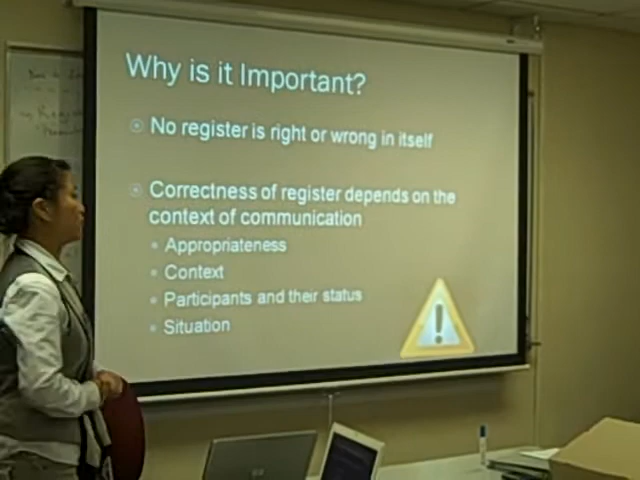 Why is it Important?
No register is right or wrong in itself
Correctness of register depends on the
context of communication
Appropriateness
Context
Participants and their status
Situation